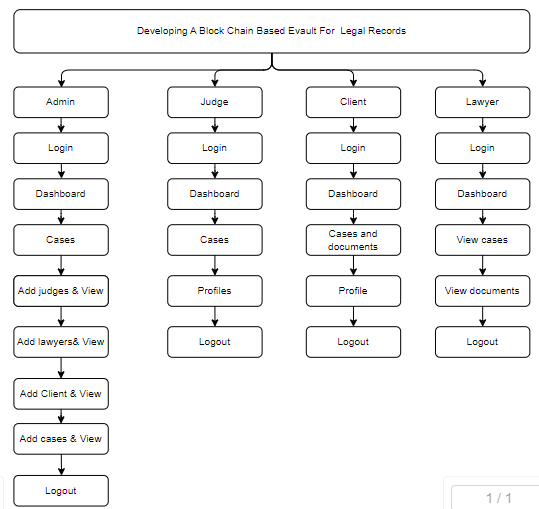 Developing A Block Chain Based Evault For Legal Records
Admin
Judge
Client
Lawyer
Login
Login
Login
Login
Dashboard
Dashboard
Dashboard
Dashboard
Cases
Cases
Cases and
documents
View cases
Add judges & View
Profiles
Profile
View documents
Add lawyers& View
Logout
Logout
Logout
Add Client & View
Add cases & View
Logout
1 / 1